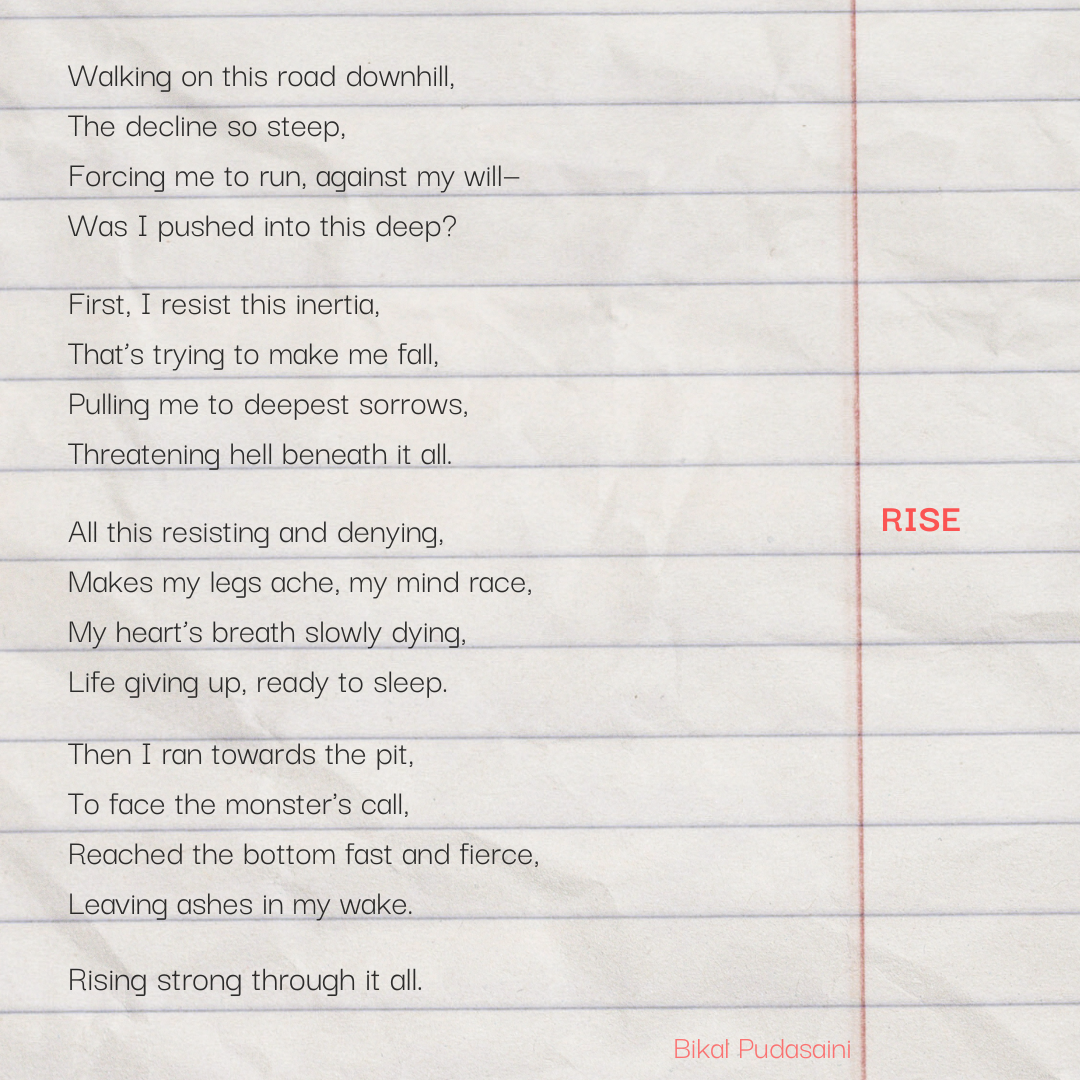 Walking on this road downhill,
The decline so steep,
Forcing me to run, against my will—
Was I pushed into this deep?
First, I resist this inertia,
That's trying to make me fall,
Pulling me to deepest sorrows,
Threatening hell beneath it all.
All this resisting and denying,
Makes my legs ache, my mind race,
My heart's breath slowly dying,
Life giving up, ready to sleep.
Then I ran towards the pit,
To face the monster's call,
Reached the bottom fast and fierce,
Leaving ashes in my wake.
Rising strong through it all.
RISE
Bikal Pudasaini